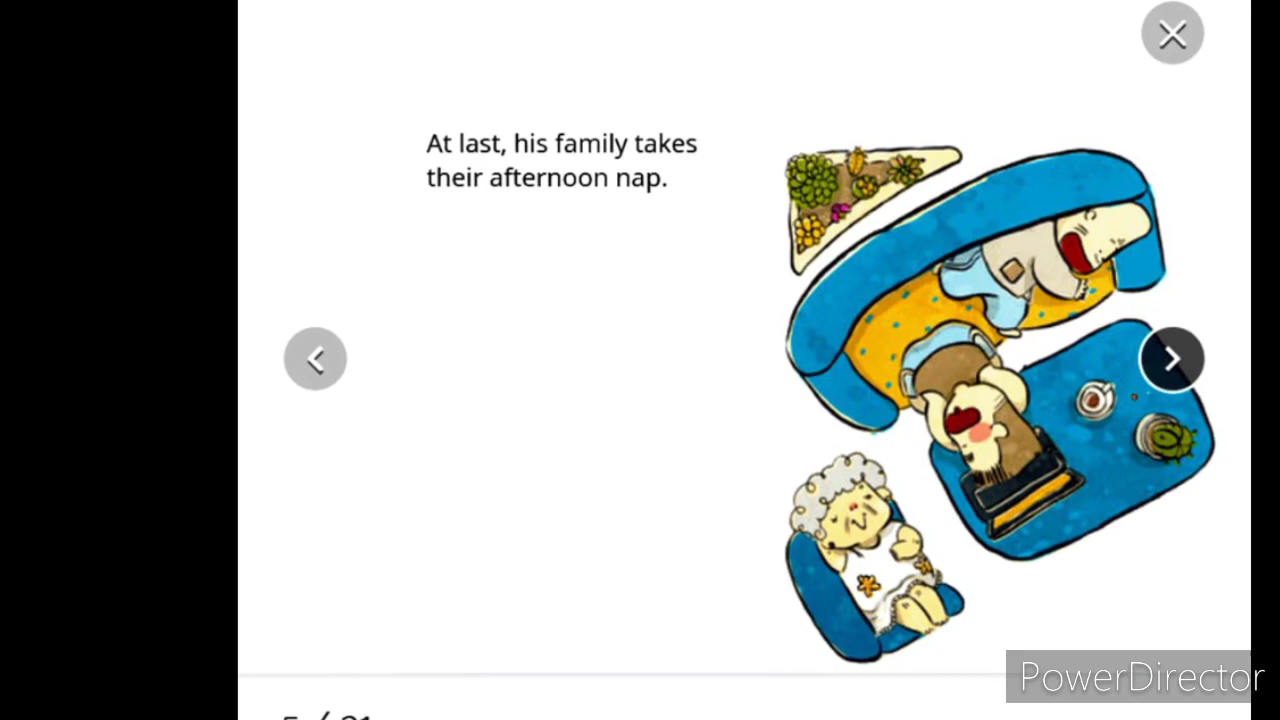 At last, his family takes
their afternoon nap.
PowerDirector